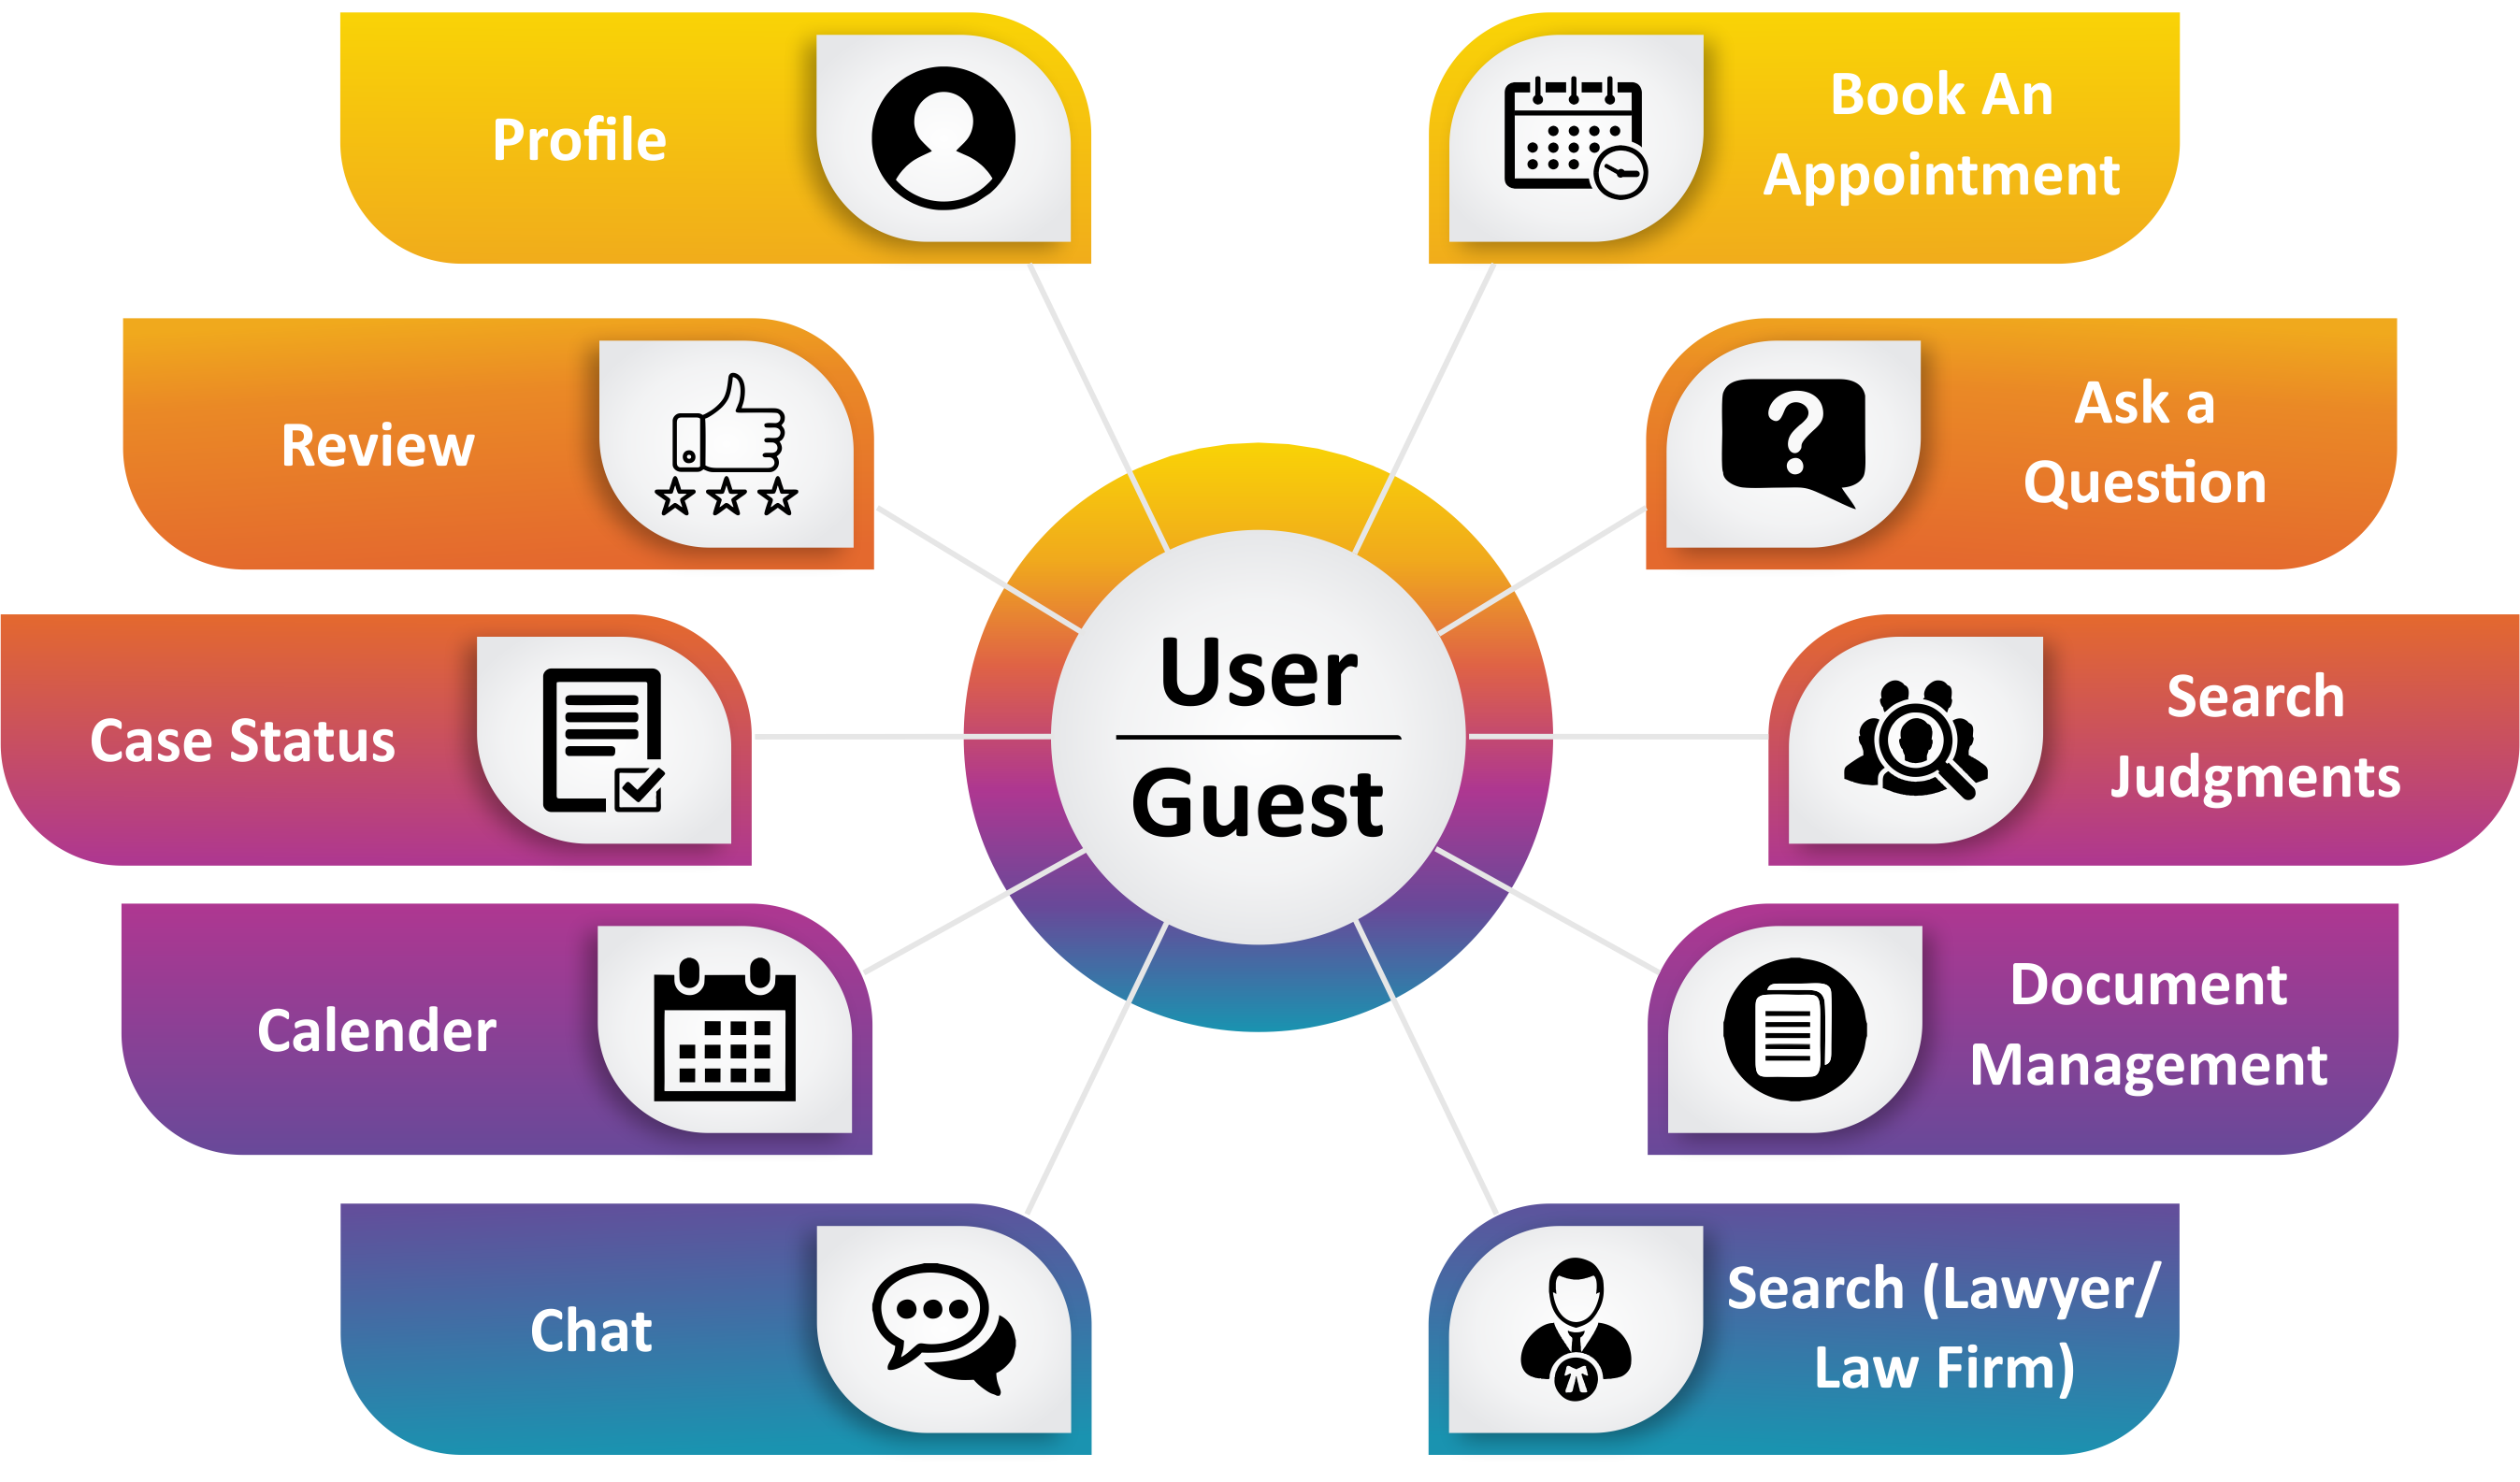 Profile
Book An
Appointment
Review
Ask a
Question
User
Guest
Case Status
Search
Judgments
Calender
Document
Management
Chat
Search (Lawyer/
Law Firm)